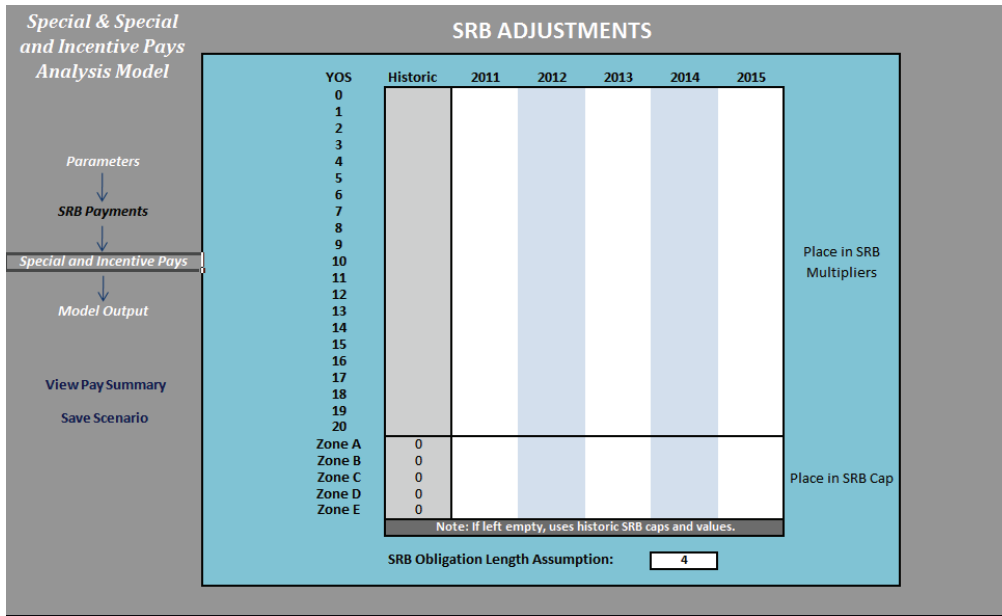 Special & Special
and Incentive Pays
Analysis Model
SRB ADJUSTMENTS
YOS Historic 2011 2012 2013 2014 2015
0
1
2
3
4
5
6
7
8
9
10
11
12
13
14
15
16
17
18
19
20
Zone A 0
Zone B 0
Zone C 0
Zone D 0
Zone E 0
Note: If left empty, uses historic SRB caps and values.
SRB Obligation Length Assumption: 4
Place in SRB
Multipliers
Place in SRB Cap
Parameters
SRB Payments
Special and Incentive Pays
Model Output
View Pay Summary
Save Scenario